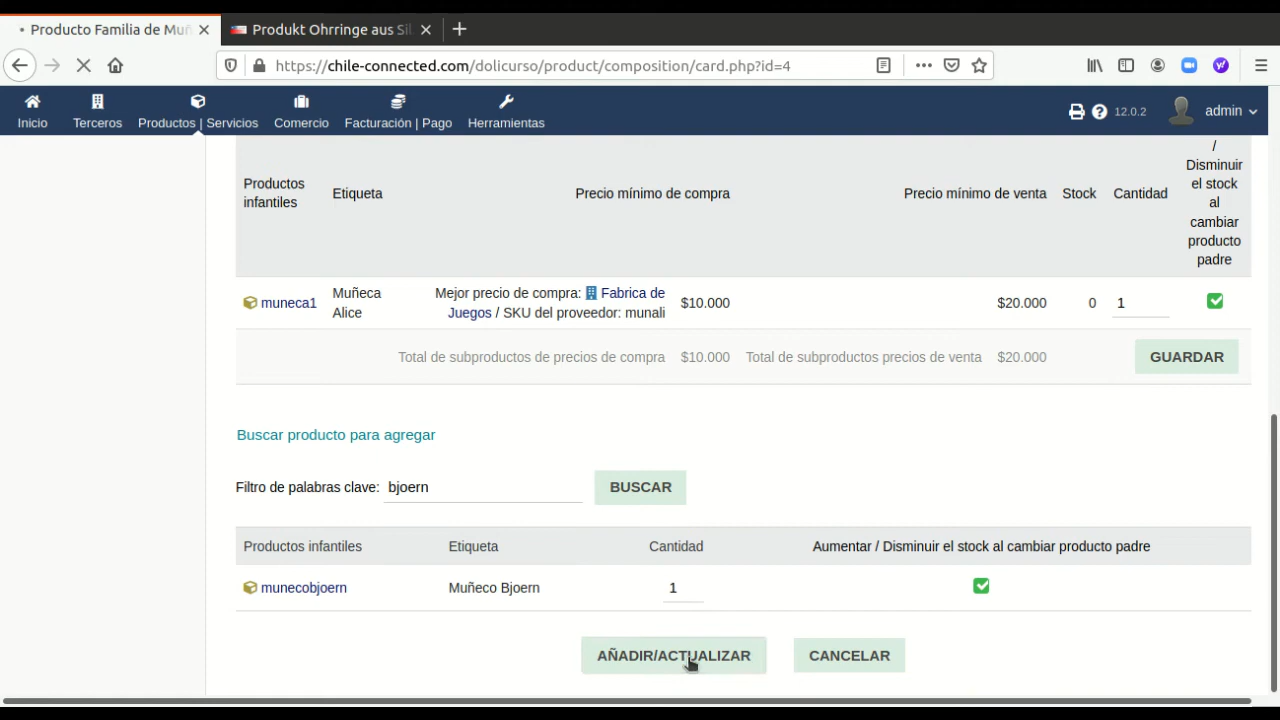 Producto Familia de Muñ
Produkt Ohrringe aus Sil
https://chile-connected.com/dolicurso/product/composition/card.php?id=4
Inicio
Terceros
Productos | Servicios
Comercio
Facturación | Pago
Herramientas
12.0.2
admin
Productos
infantiles
Etiqueta
Precio mínimo de compra
Precio mínimo de venta
Stock
Cantidad
/
Disminuir
el stock
al
cambiar
producto
padre
muneca1
Muñeca
Alice
Mejor precio de compra: Fabrica de
Juegos / SKU del proveedor: munali
$10.000
$20.000
0
1
Total de subproductos de precios de compra
$10.000
Total de subproductos precios de venta
$20.000
GUARDAR
Buscar producto para agregar
Filtro de palabras clave: bjoern
BUSCAR
Productos infantiles
Etiqueta
Cantidad
Aumentar / Disminuir el stock al cambiar producto padre
munecobjoern
Muñeco Bjoern
1
AÑADIR/ACTUALIZAR
CANCELAR